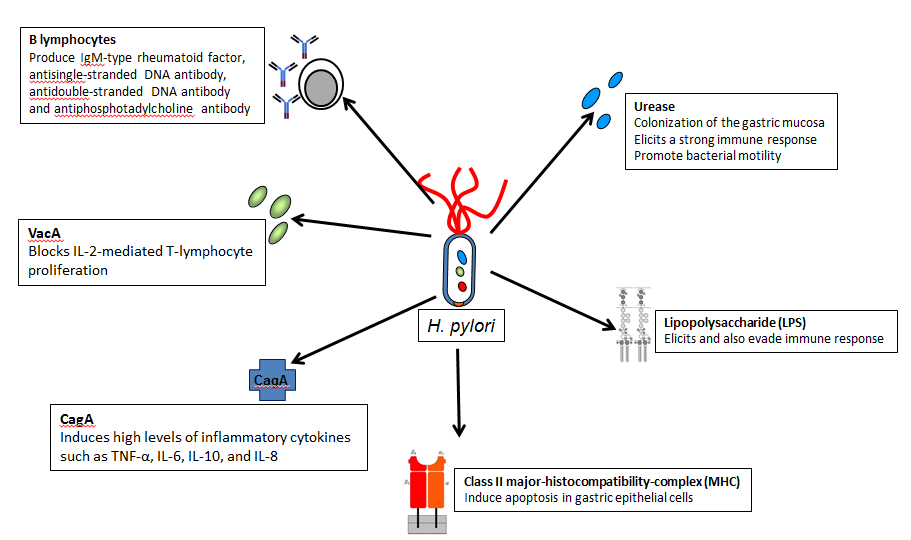 B lymphocytes
Produce IgM-type rheumatoid factor,
antisingle-stranded DNA antibody,
antidouble-stranded DNA antibody
and antiphosphotadylcholine antibody
Urease
Colonization of the gastric mucosa
Elicits a strong immune response
Promote bacterial motility
VacA
Blocks IL-2-mediated T-lymphocyte
proliferation
H. pylori
Lipopolysaccharide (LPS)
Elicits and also evade immune response
CagA
CagA
Induces high levels of inflammatory cytokines
such as TNF-α, IL-6, IL-10, and IL-8
Class II major-histocompatibility-complex (MHC)
Induce apoptosis in gastric epithelial cells